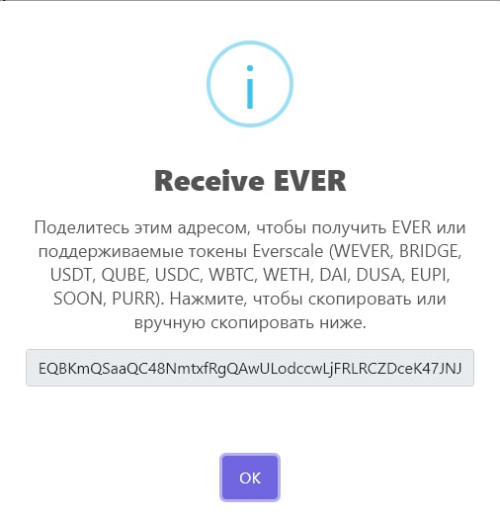 i
Receive EVER
Поделитесь этим адресом, чтобы получить EVER или
поддерживаемые токены Everscale (WEVER, BRIDGE,
USDT, QUBE, USDC, WBTC, WETH, DAI, DUSA, EUPI,
SOON, PURR). Нажмите, чтобы скопировать или
вручную скопировать ниже.
EQBKmQSaaQC48NmtxfRgQAwULodccwLjFRLRCZDceK47JNJ
OK